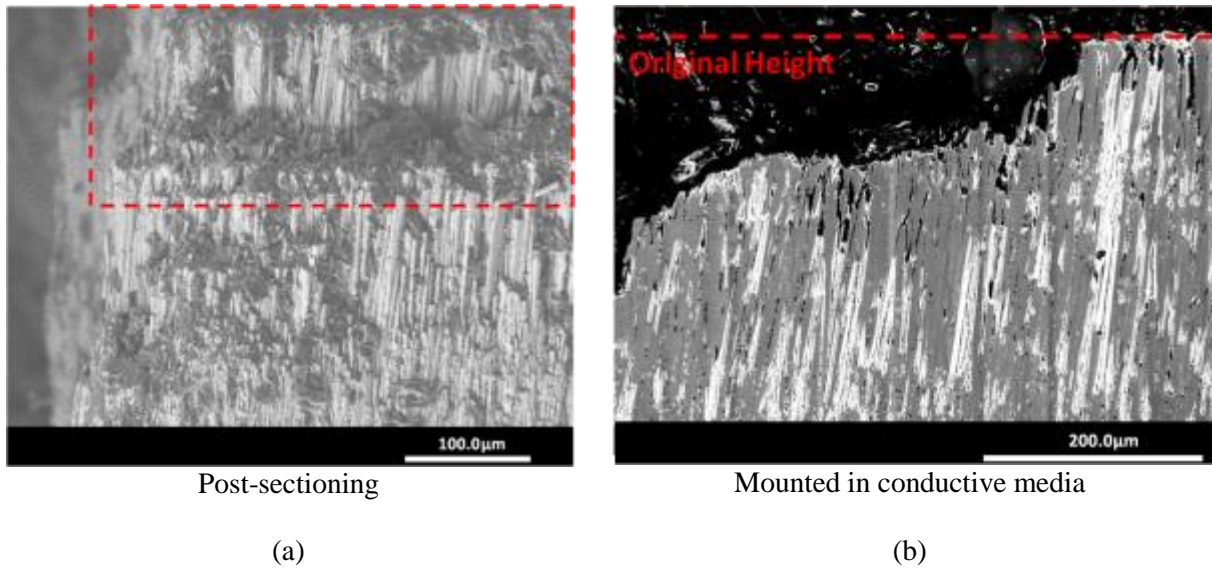 Original Height
100.0µm
200.0µm
Post-sectioning
Mounted in conductive media
(a)
(b)